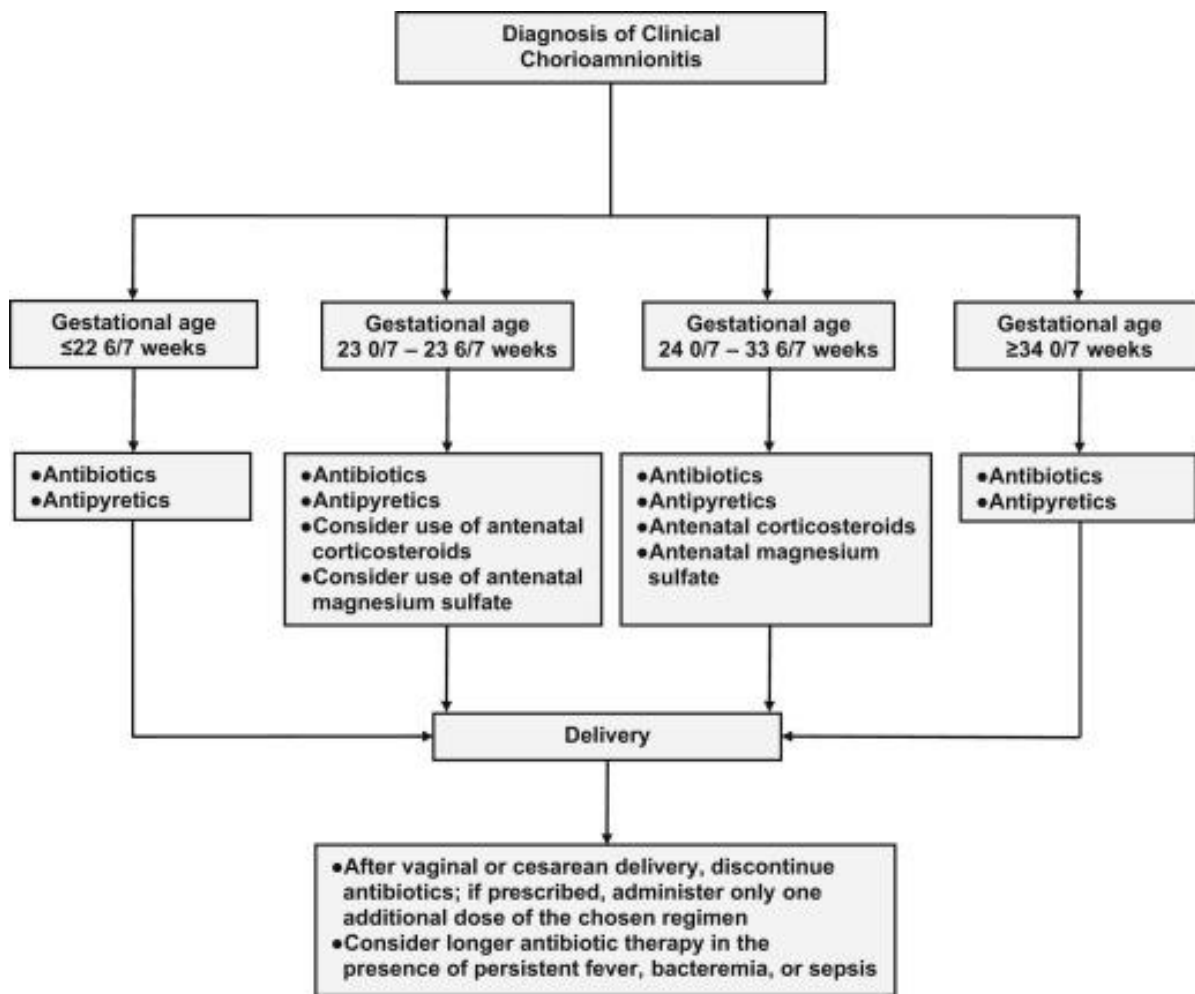 Diagnosis of Clinical
Chorioamnionitis
Gestational age
≤22 6/7 weeks
Gestational age
23 0/7 – 23 6/7 weeks
Gestational age
24 0/7 – 33 6/7 weeks
Gestational age
≥34 0/7 weeks
●Antibiotics
●Antipyretics
●Antibiotics
●Antipyretics
●Consider use of antenatal
corticosteroids
●Consider use of antenatal
magnesium sulfate
●Antibiotics
●Antipyretics
●Antenatal corticosteroids
●Antenatal magnesium
sulfate
●Antibiotics
●Antipyretics
Delivery
●After vaginal or cesarean delivery, discontinue
antibiotics; if prescribed, administer only one
additional dose of the chosen regimen
●Consider longer antibiotic therapy in the
presence of persistent fever, bacteremia, or sepsis